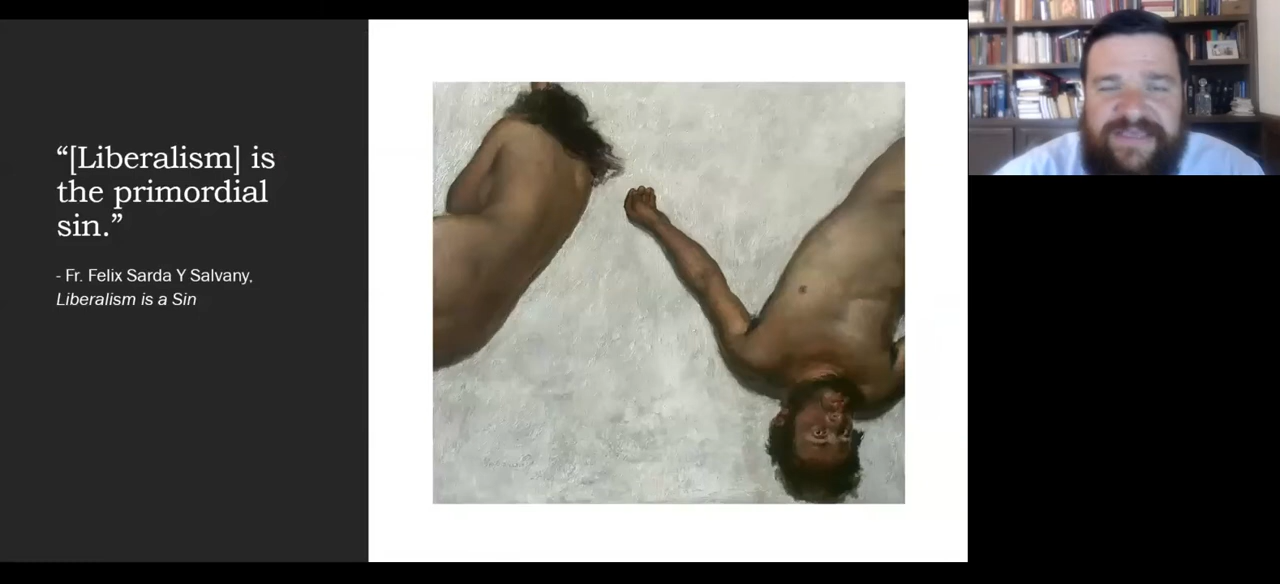 “[Liberalism] is
the primordial
sin.”
- Fr. Felix Sarda Y Salvany,
Liberalism is a Sin